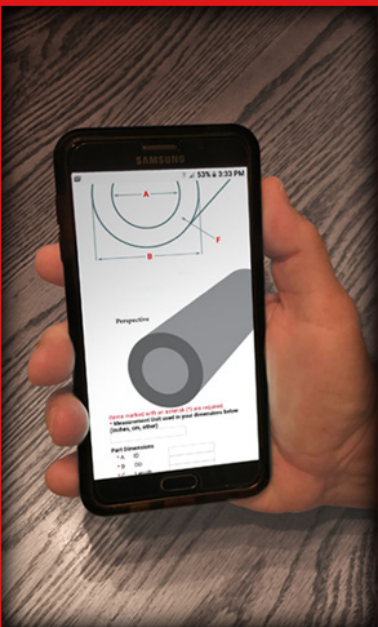 SAMSUNG
53% 3:33 PM
A
F
B
Perspective
Items marked with an asterisk (*) are required.
* Measurement Unit used in your dimensions below
(inches, cm, other)
Part Dimensions
* A ID
* B OD
* C Length